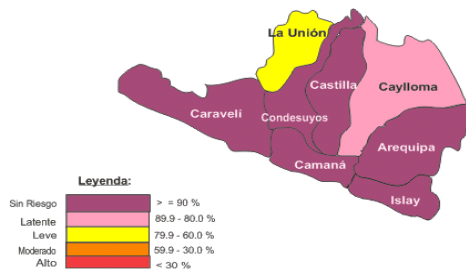 La Unión
Castilla
Caylloma
Caravelí
Condesuyos
Arequipa
Camaná
Islay
Leyenda:
Sin Riesgo > = 90 %
Latente 89.9 - 80.0 %
Leve 79.9 - 60.0 %
Moderado 59.9 - 30.0 %
Alto < 30 %